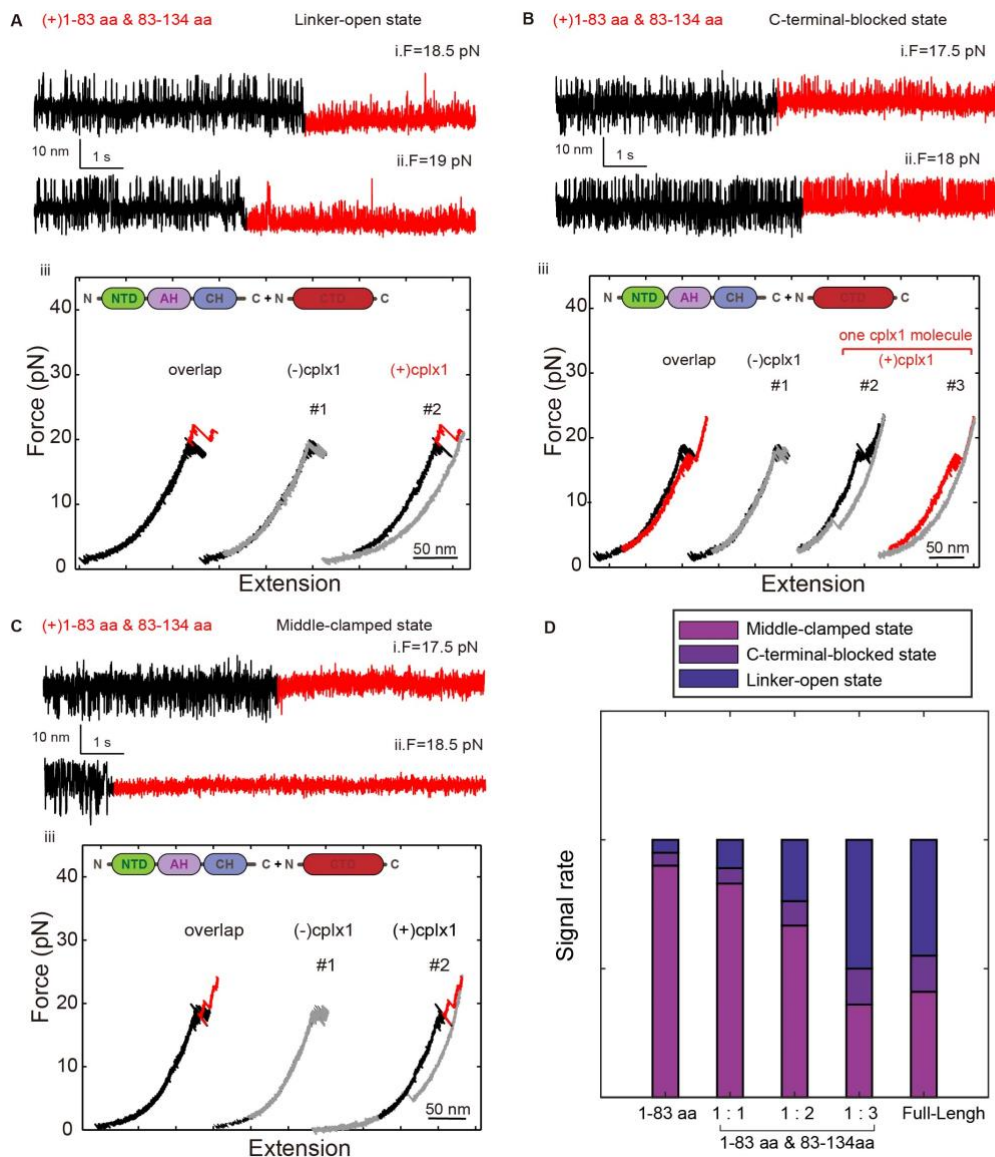 A (+)1-83 aa & 83-134 aa Linker-open state
i.F=18.5 pN
10 nm 1 s
ii.F=19 pN
iii
N NTD AH CH C + N CTD C
40
30
20
10
0
Force (pN)
overlap (-)cplx1 (+)cplx1
#1 #2
50 nm
Extension
B (+)1-83 aa & 83-134 aa C-terminal-blocked state
i.F=17.5 pN
10 nm 1 s
ii.F=18 pN
iii
N NTD AH CH C + N CTD C
40
30
20
10
0
Force (pN)
one cplx1 molecule
overlap (-)cplx1 (+)cplx1
#1 #2 #3
50 nm
Extension
C (+)1-83 aa & 83-134 aa Middle-clamped state
i.F=17.5 pN
10 nm 1 s
ii.F=18.5 pN
iii
N NTD AH CH C + N CTD C
40
30
20
10
0
Force (pN)
overlap (-)cplx1 (+)cplx1
#1 #2
50 nm
Extension
D
Middle-clamped state
C-terminal-blocked state
Linker-open state
Signal rate
1-83 aa 1 : 1 1 : 2 1 : 3 Full-Lengh
1-83 aa & 83-134aa